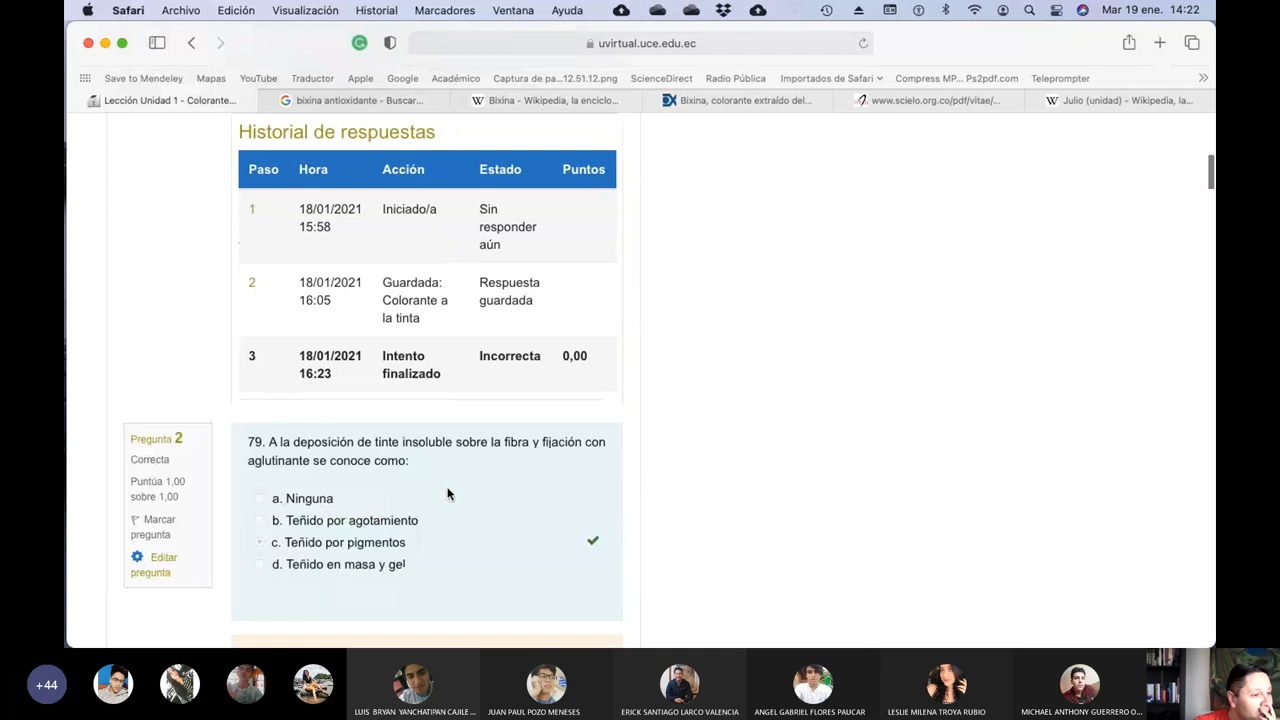 Safari Archivo Edición Visualización Historial Marcadores Ventana Ayuda Mar 19 ene. 14:22
uvirtual.uce.edu.ec
Save to Mendeley Mapas YouTube Traductor Apple Google Académico Captura de pa...12.51.12.png ScienceDirect Radio Pública Importados de Safari Compress MP... Ps2pdf.com Teleprompter
Lección Unidad 1 - Colorante... bixina antioxidante - Buscar... Bixina - Wikipedia, la enciclo... Bixina, colorante extraído del... www.scielo.org.co/pdf/vitae/... Julio (unidad) - Wikipedia, la...
Historial de respuestas
Paso Hora Acción Estado Puntos
1 18/01/2021 Iniciado/a Sin
15:58 responder
aún
2 18/01/2021 Guardada: Respuesta
16:05 Colorante a guardada
la tinta
3 18/01/2021 Intento Incorrecta 0,00
16:23 finalizado
Pregunta 2
Correcta
Puntúa 1,00
sobre 1,00
Marcar
pregunta
Editar
pregunta
79. A la deposición de tinte insoluble sobre la fibra y fijación con
aglutinante se conoce como:
a. Ninguna
b. Teñido por agotamiento
c. Teñido por pigmentos
d. Teñido en masa y gel
+44
LUIS BRYAN YANCHATIPAN CAJILE... JUAN PAUL POZO MENESES ERICK SANTIAGO LARCO VALENCIA ANGEL GABRIEL FLORES PAUCAR LESLIE MILENA TROYA RUBIO MICHAEL ANTHONY GUERRERO O...